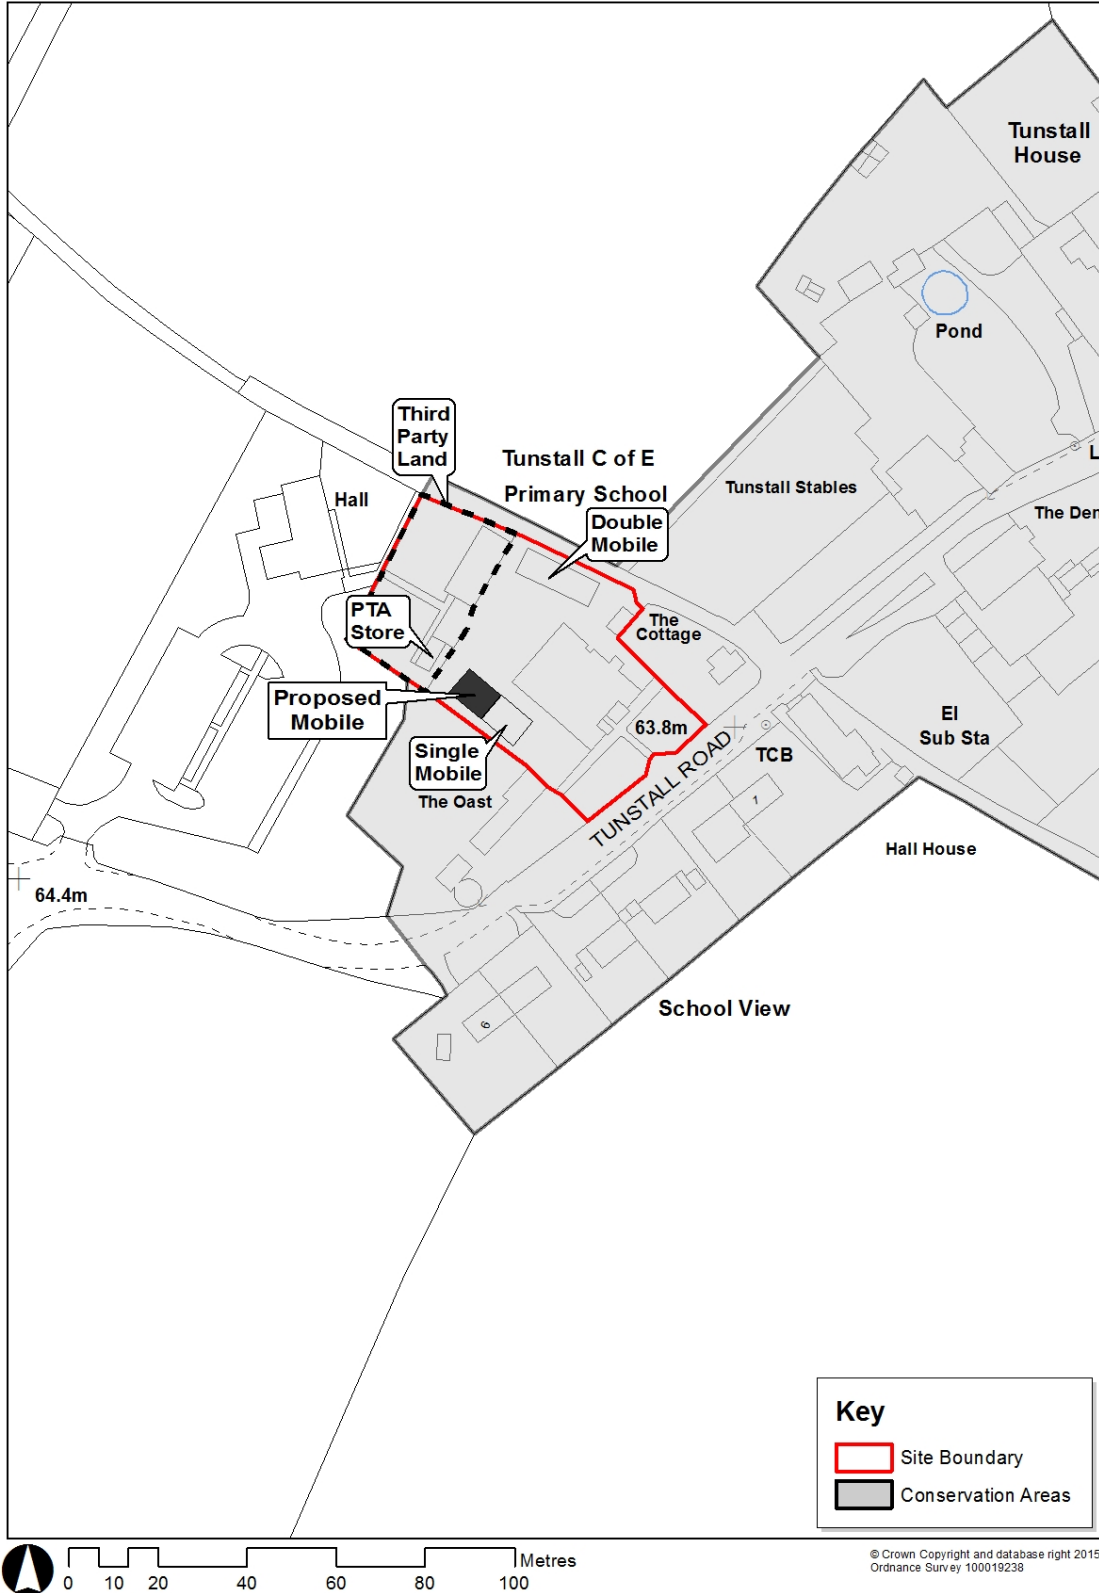 Tunstall
House
Pond
Third
Party
Land
Tunstall C of E
Primary School
Hall
Double
Mobile
Tunstall Stables
L
The Den
PTA
Store
The
Cottage
Proposed
Mobile
63.8m
El
Sub Sta
TCB
TUNSTALL ROAD
Single
Mobile
The Oast
1
Hall House
64.4m
School View
6
Key
Site Boundary
Conservation Areas
Metres
0 10 20 40 60 80 100
© Crown Copyright and database right 2015
Ordnance Survey 100019238